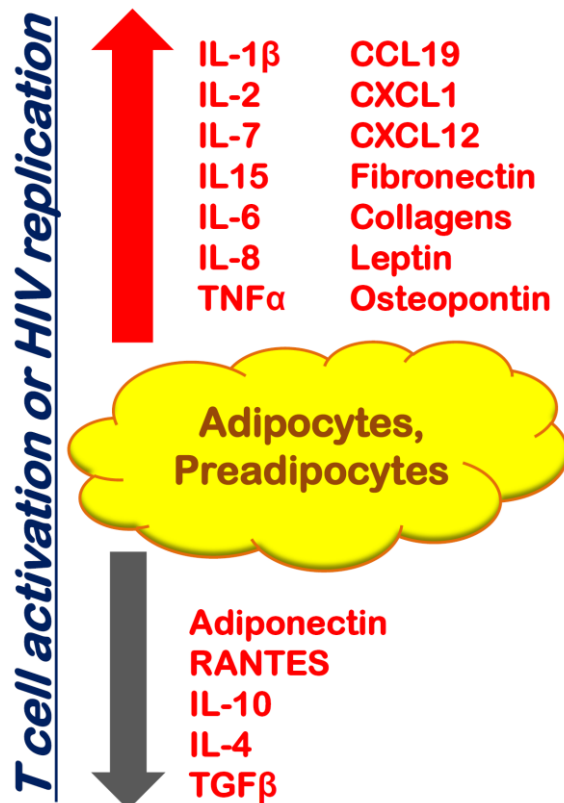 T cell activation or HIV replication
IL-1β
IL-2
IL-7
IL15
IL-6
IL-8
TNFα
CCL19
CXCL1
CXCL12
Fibronectin
Collagens
Leptin
Osteopontin
Adipocytes,
Preadipocytes
Adiponectin
RANTES
IL-10
IL-4
TGFβ